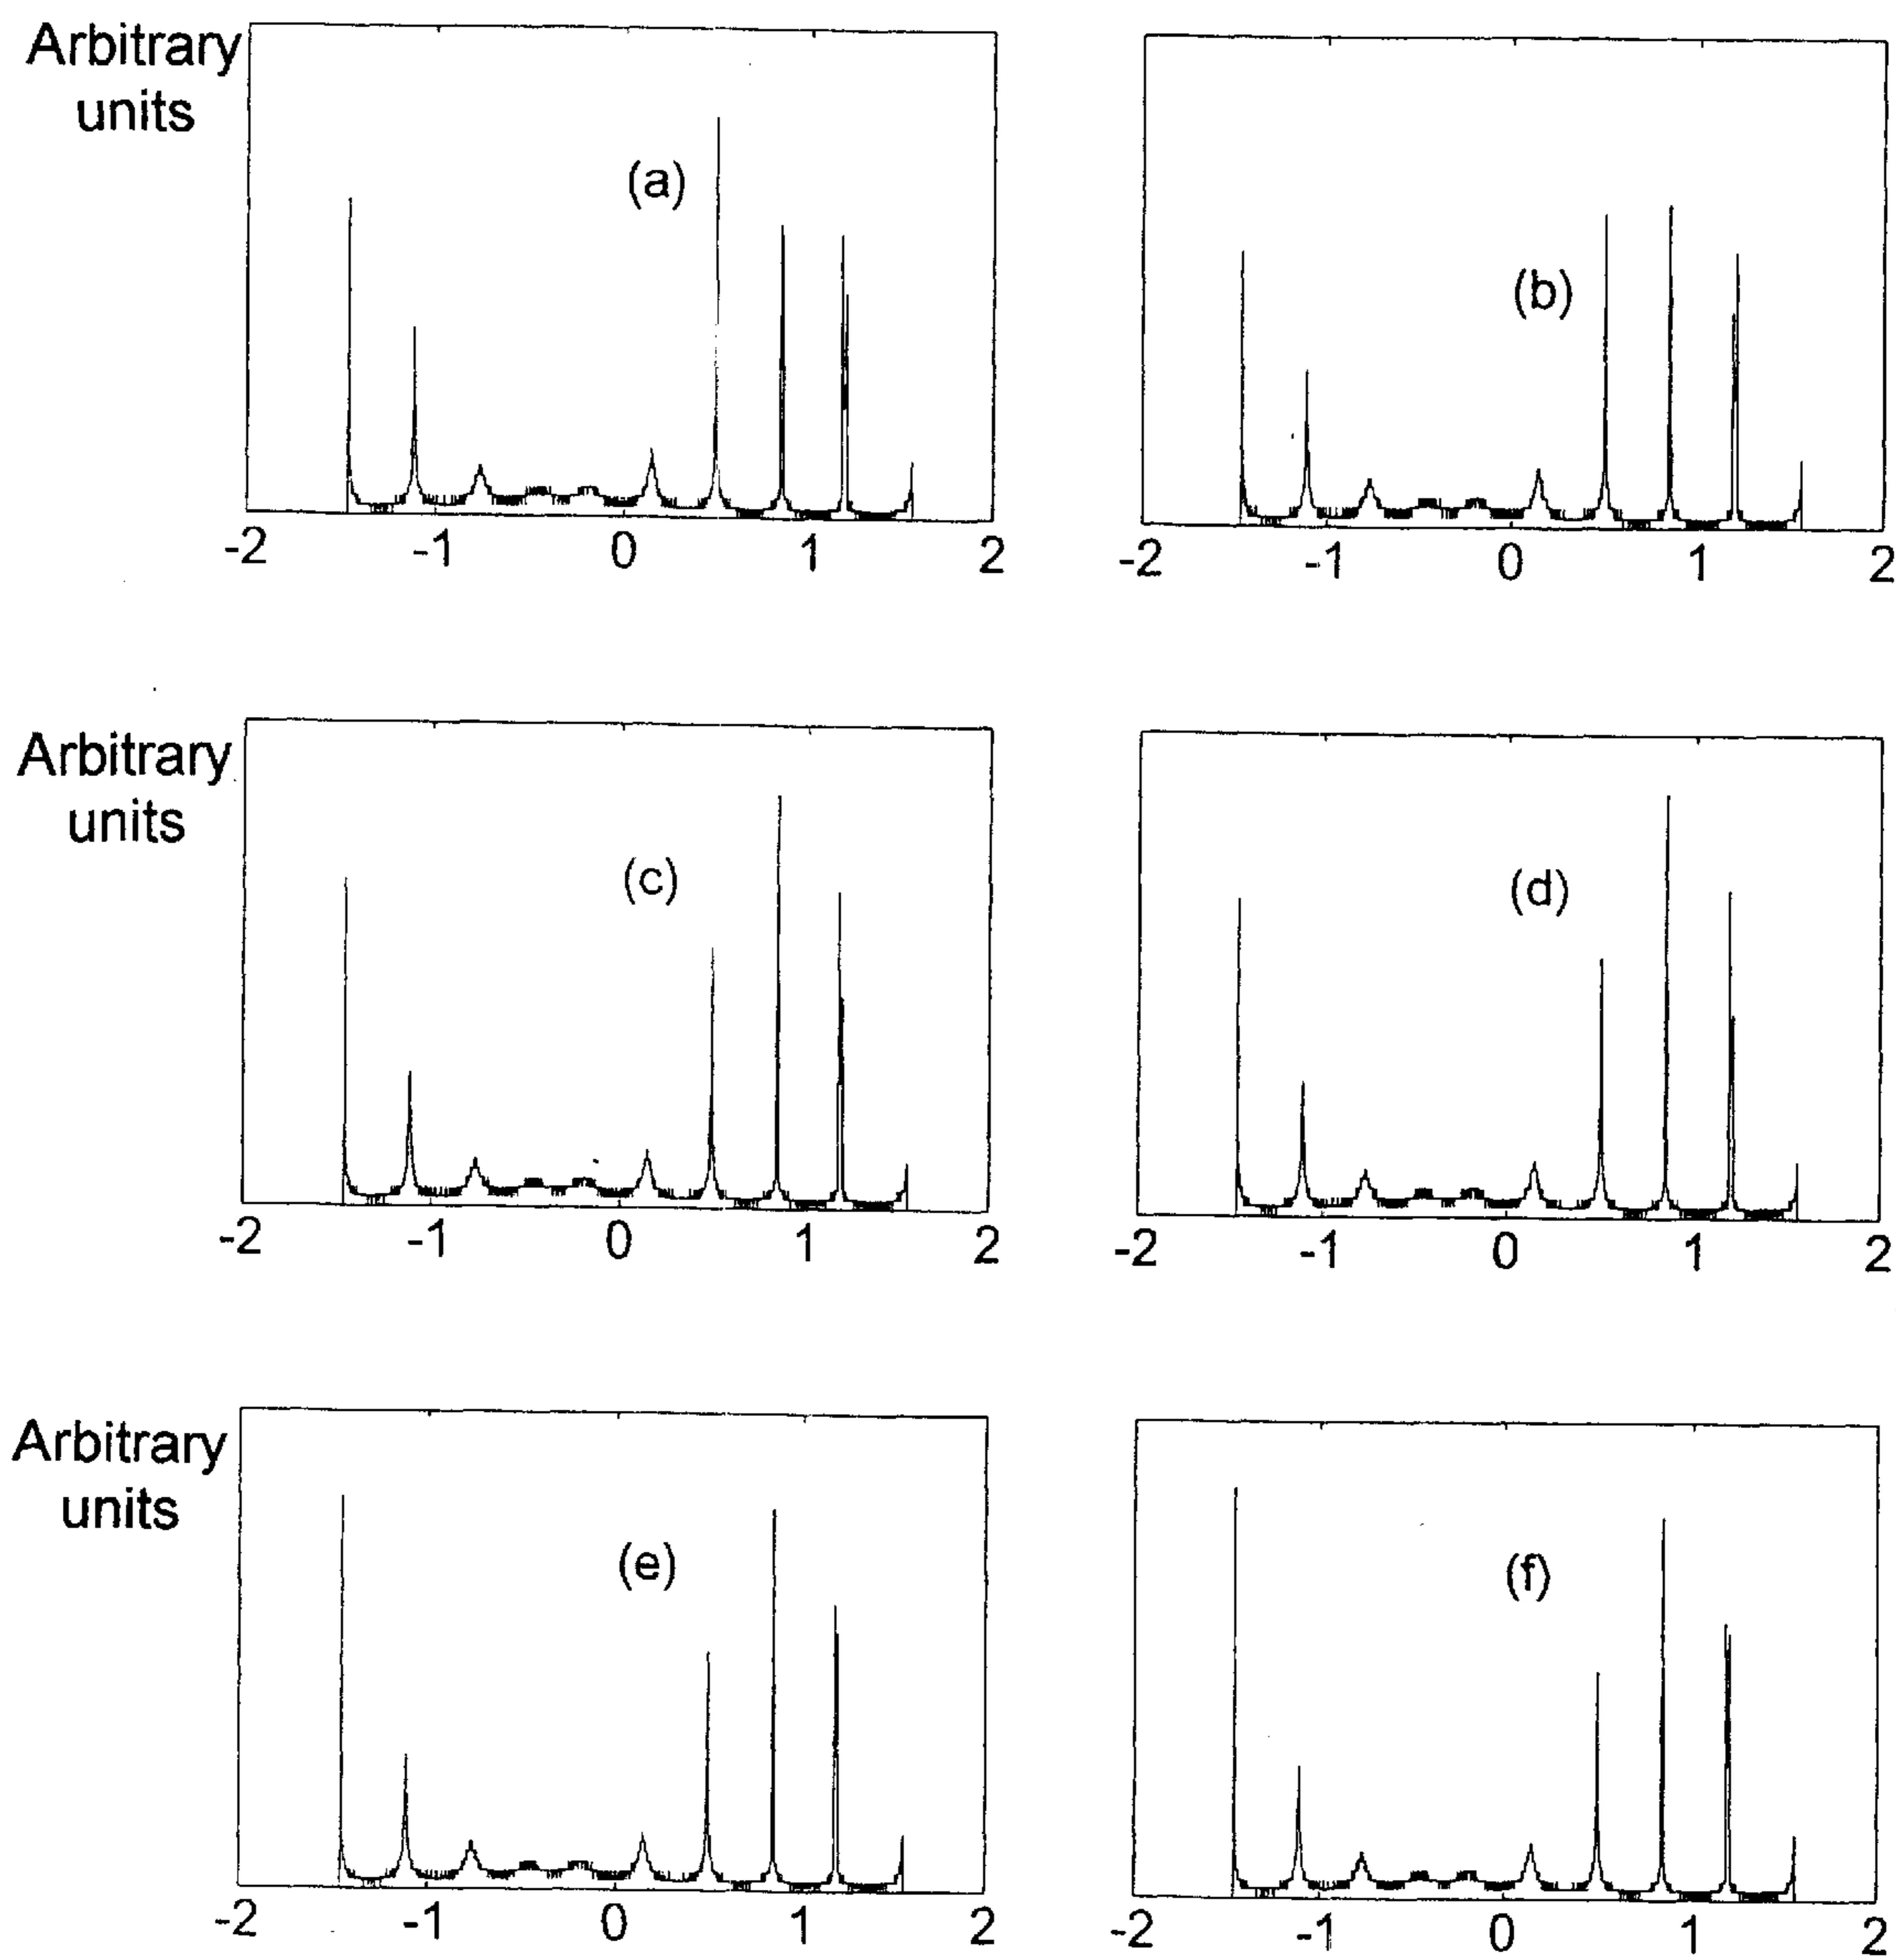 Arbitrary
units
(a)
(b)
-2 -1 0 1 2
-2 -1 0 1 2
Arbitrary
units
(c)
(d)
-2 -1 0 1 2
-2 -1 0 1 2
Arbitrary
units
(e)
(f)
-2 -1 0 1 2
-2 -1 0 1 2